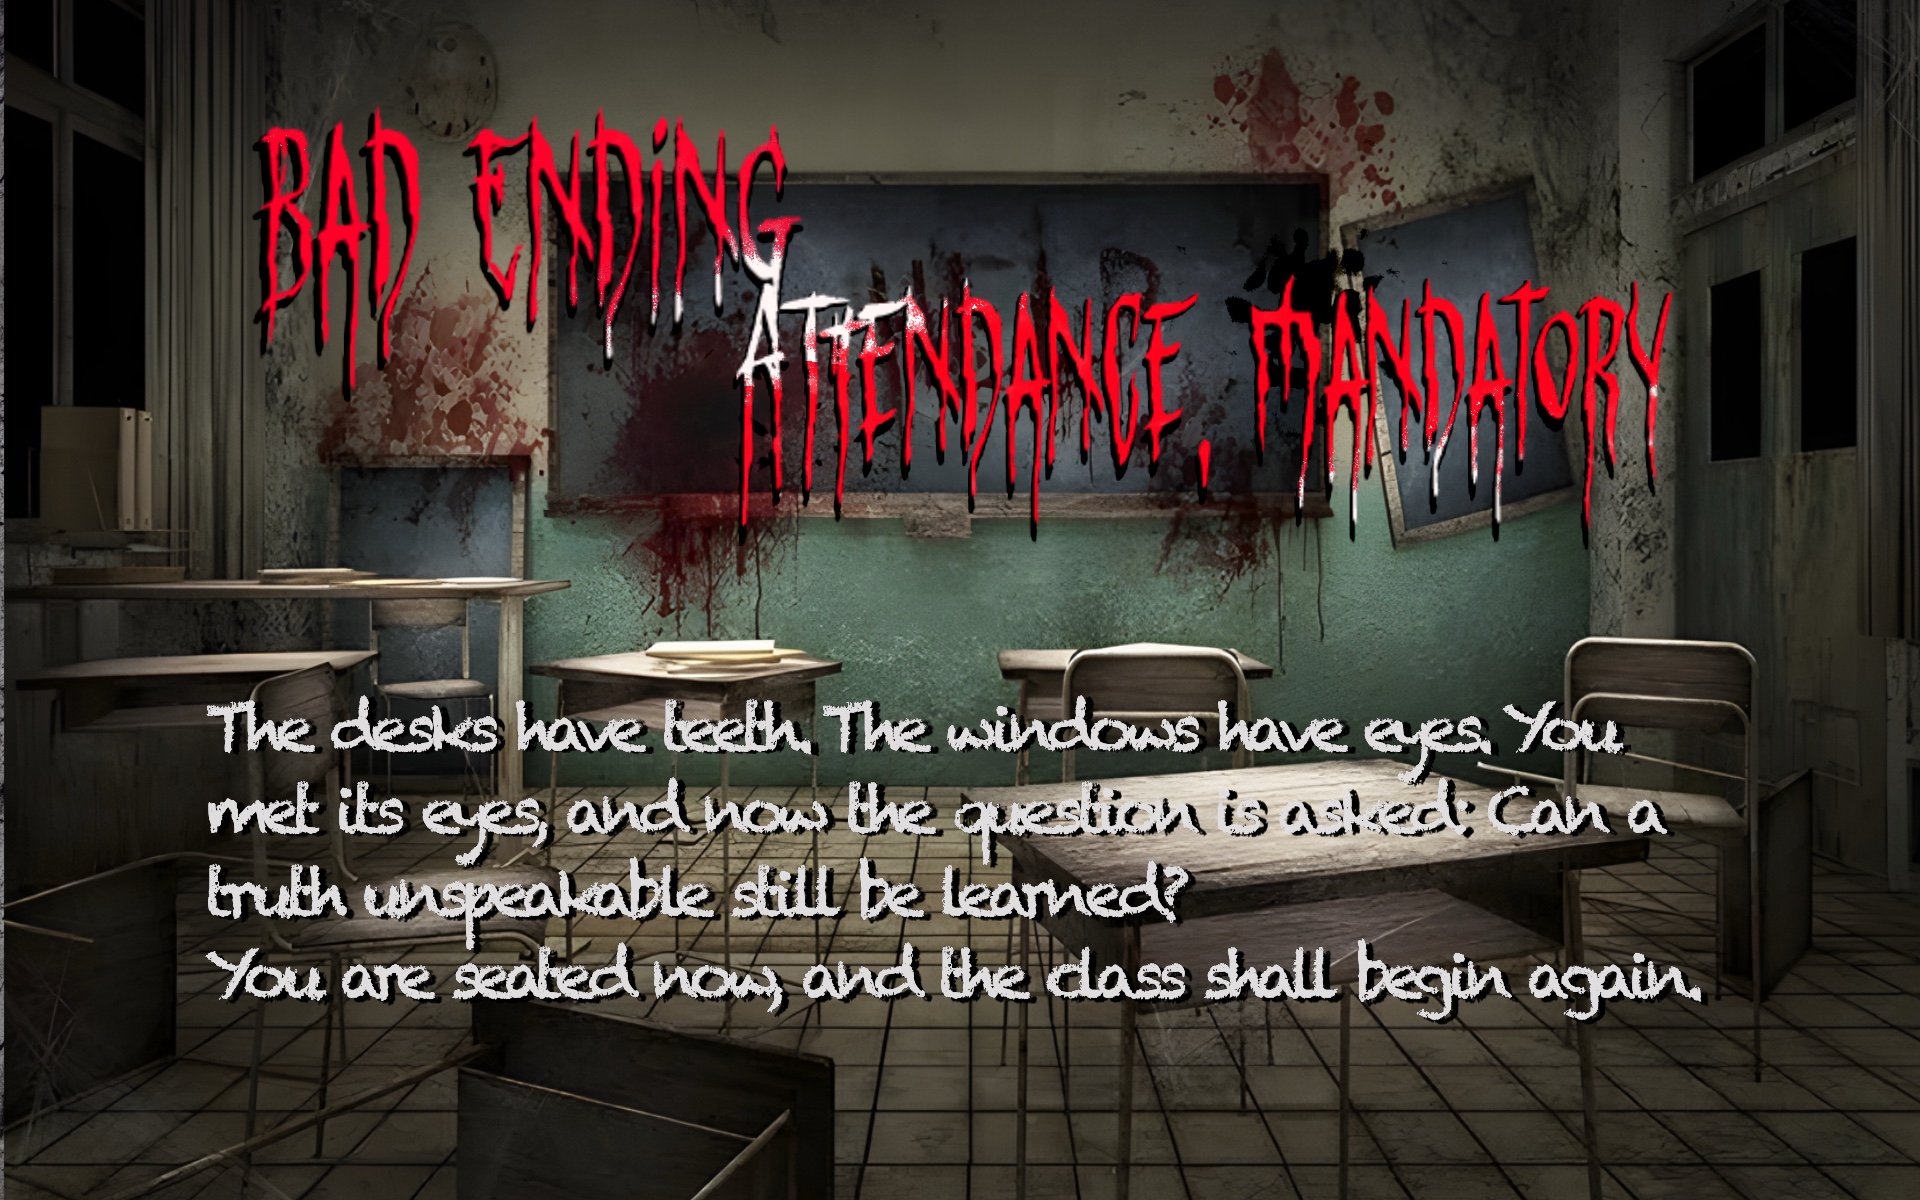 BAD ENDING
ATTENDANCE, MANDATORY
The desks have teeth. The windows have eyes. You
met its eyes, and now the question is asked: Can a
truth unspeakable still be learned?
You are seated now, and the class shall begin again.